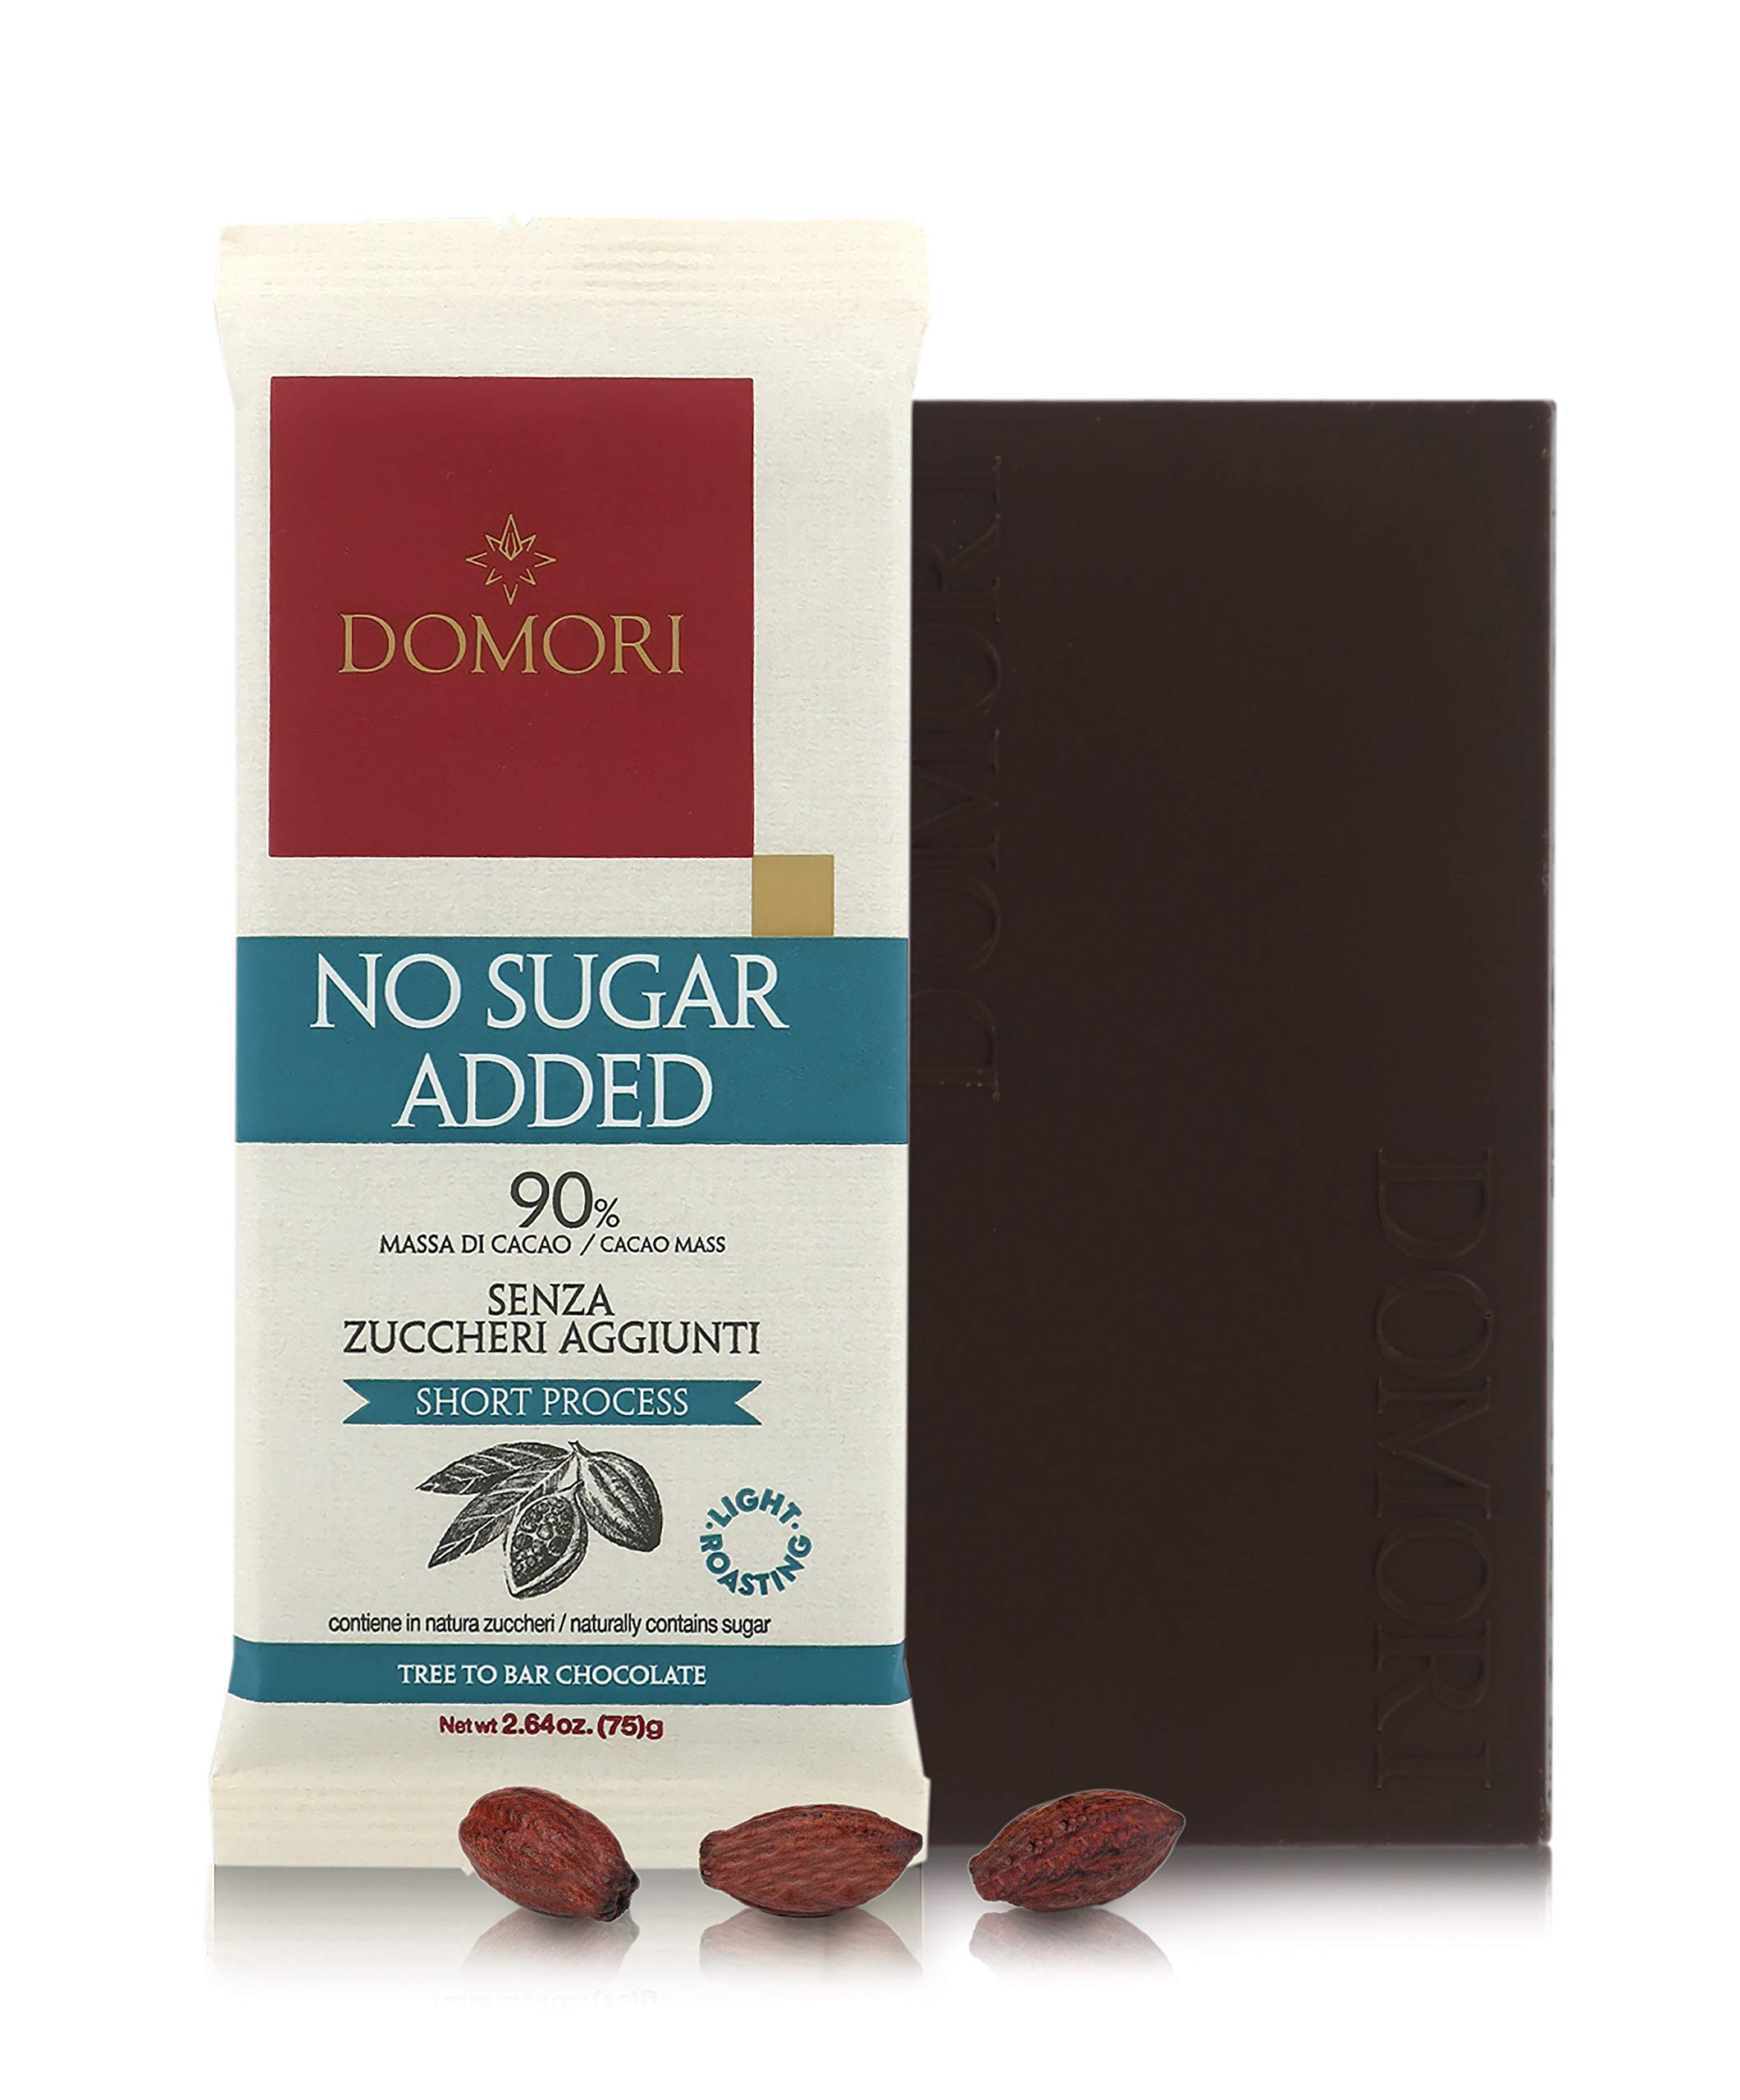 DOMORI
NO SUGAR
ADDED
90%
MASSA DI CACAO / CACAO MASS
SENZA
ZUCCHERI AGGIUNTI
SHORT PROCESS
·LIGHT·
ROASTING
contiene in natura zuccheri / naturally contains sugar
TREE TO BAR CHOCOLATE
Net wt 2.64oz. (75)g
DOMORI
DOMORI